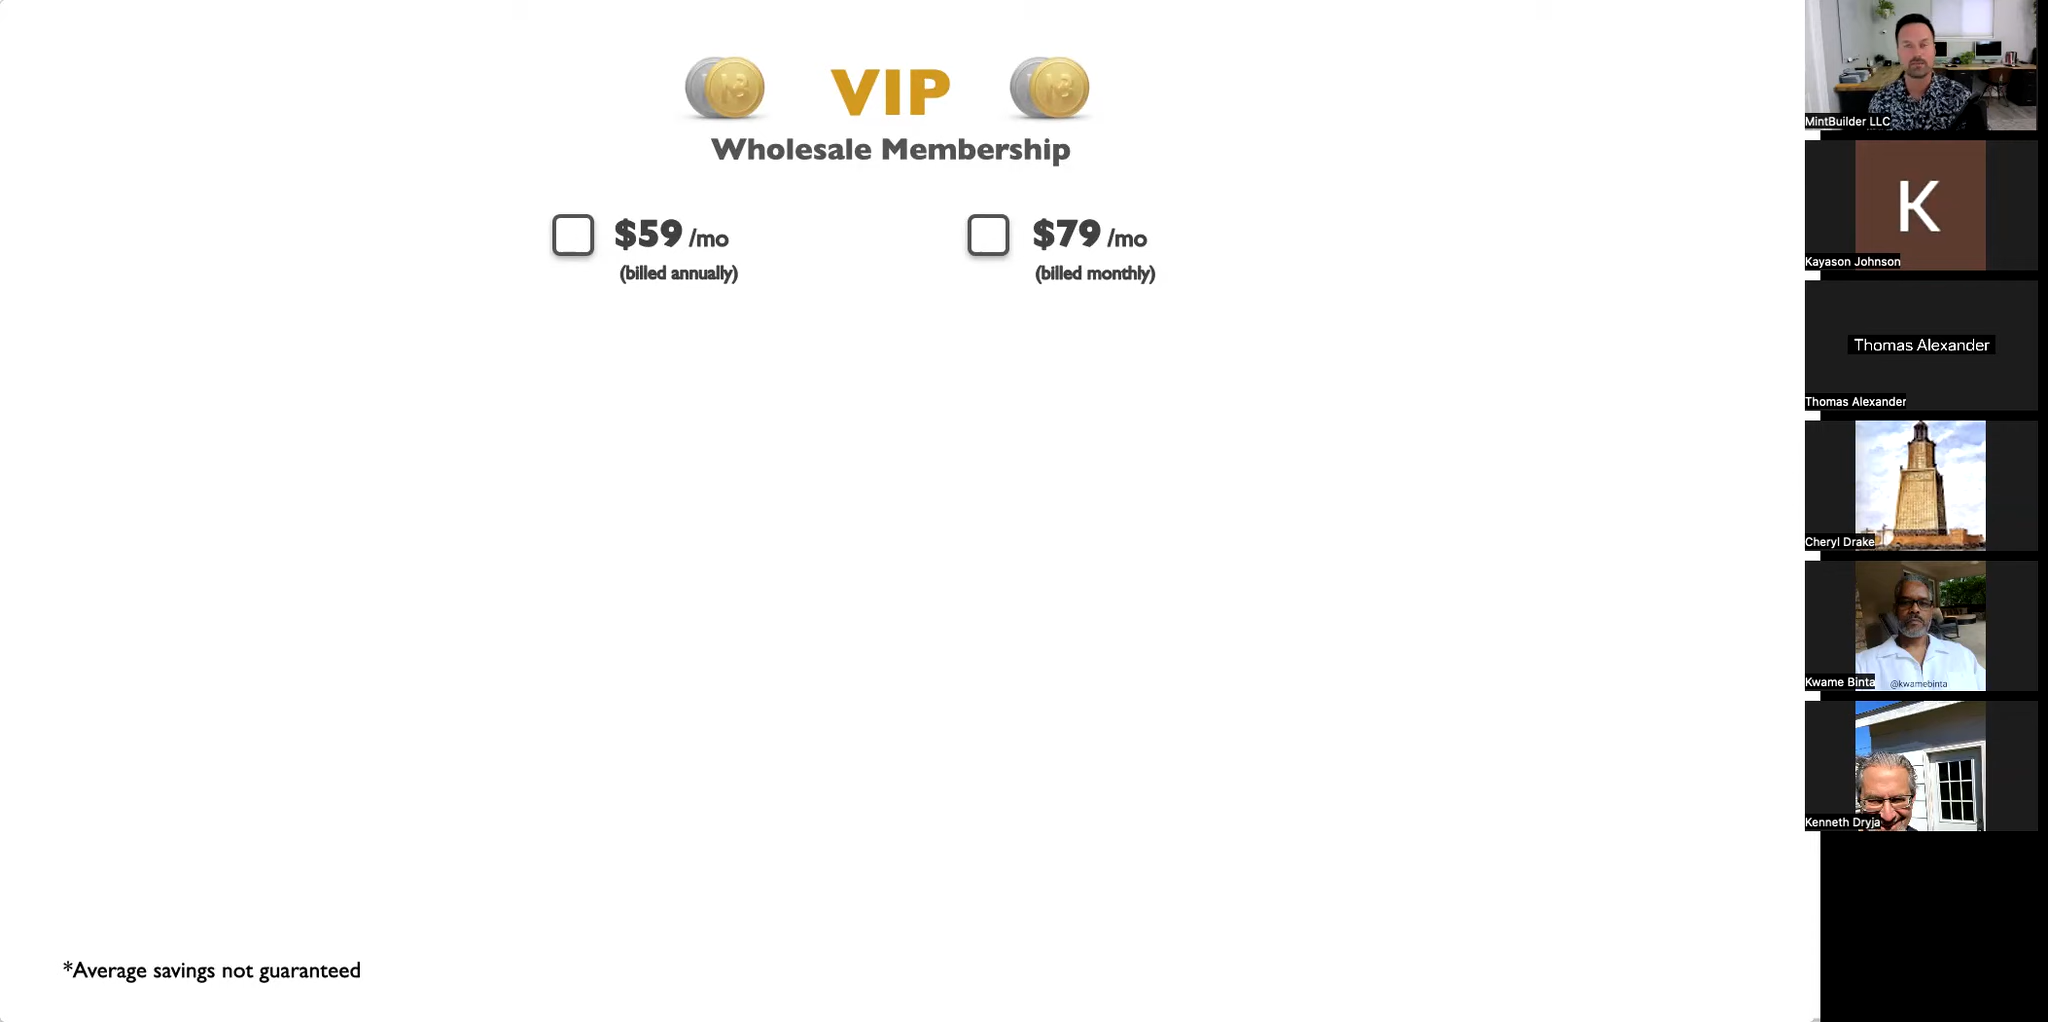 VIP
Wholesale Membership
$59 /mo
(billed annually)
$79 /mo
(billed monthly)
*Average savings not guaranteed
MintBuilder LLC
K
Kayason Johnson
Thomas Alexander
Thomas Alexander
Cheryl Drake
@kwamebinta
Kwame Binta
Kenneth Dryja